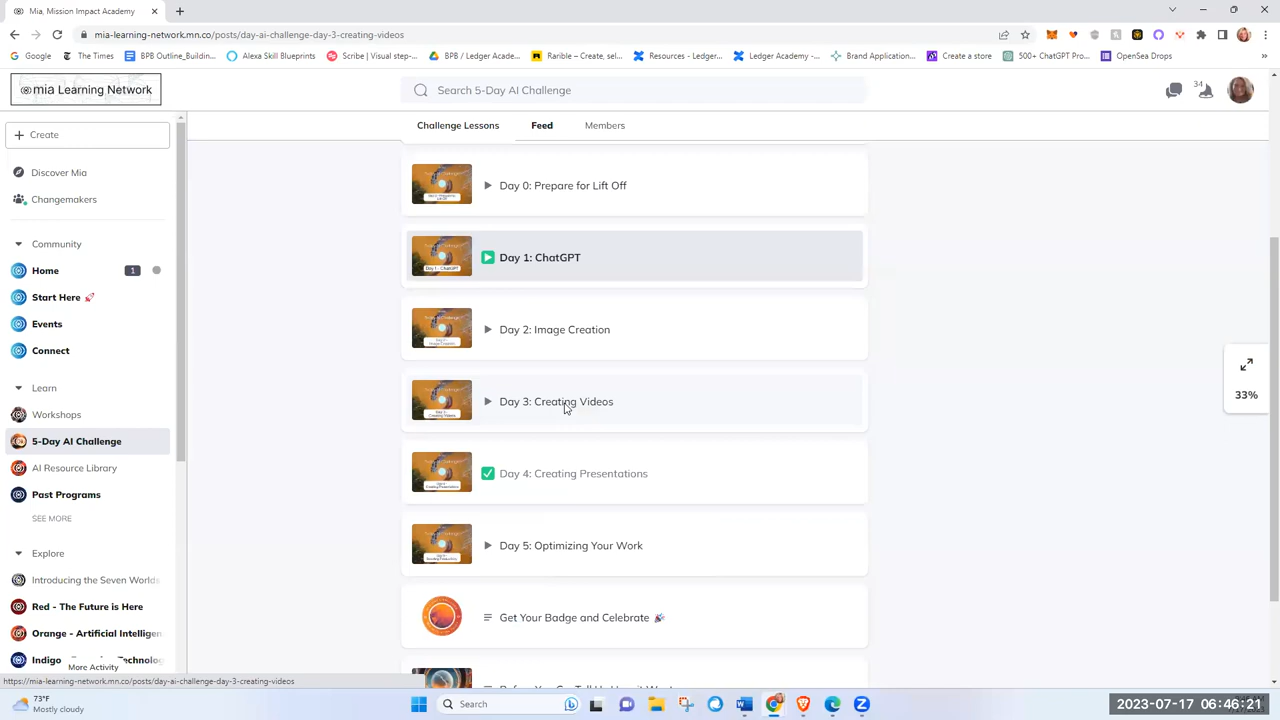 Mia, Mission Impact Academy
mia-learning-network.mn.co/posts/day-ai-challenge-day-3-creating-videos
Google
The Times
BPB Outline_Building...
Alexa Skill Blueprints
Scribe | Visual step-...
BPB / Ledger Acade...
Rarible – Create, sel...
Resources - Ledger...
Ledger Academy -...
Brand Application...
Create a store
500+ ChatGPT Pro...
OpenSea Drops
mia Learning Network
Search 5-Day AI Challenge
34
Create
Challenge Lessons
Feed
Members
Discover Mia
Changemakers
Community
Home
1
Start Here 🚀
Events
Connect
Learn
Workshops
5-Day AI Challenge
AI Resource Library
Past Programs
SEE MORE
Explore
Introducing the Seven Worlds
Red - The Future is Here
Orange - Artificial Intelligen
Indigo
More Activity
Day 0: Prepare for Lift Off
Day 1: ChatGPT
Day 2: Image Creation
Day 3: Creating Videos
Day 4: Creating Presentations
Day 5: Optimizing Your Work
Get Your Badge and Celebrate 🎉
33%
https://mia-learning-network.mn.co/posts/day-ai-challenge-day-3-creating-videos
73°F
Mostly cloudy
Search
2023-07-17 06:46:21